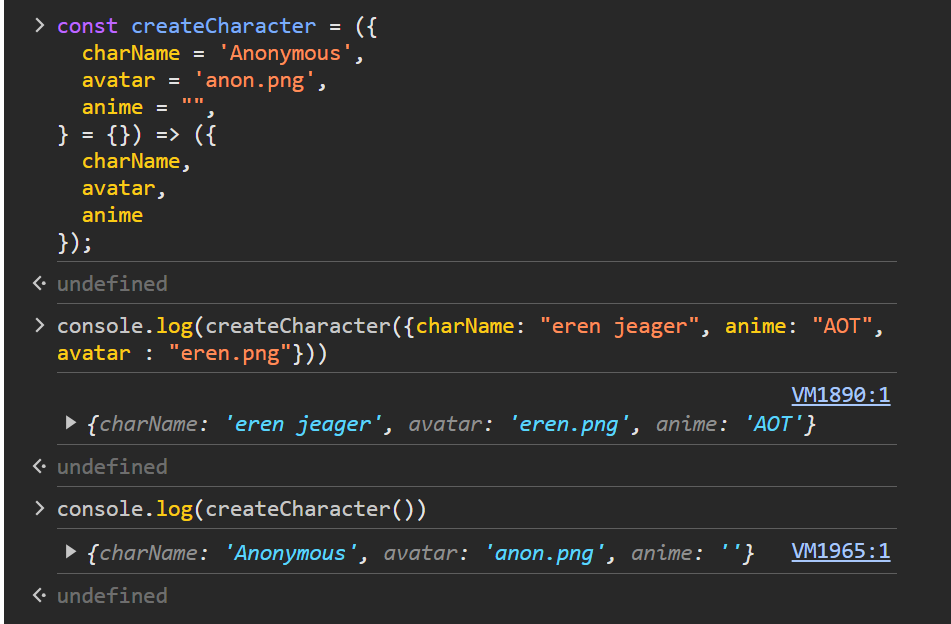 > const createCharacter = ({
charName = 'Anonymous',
avatar = 'anon.png',
anime = "",
} = {}) => ({
charName,
avatar,
anime
});
undefined
> console.log(createCharacter({charName: "eren jeager", anime: "AOT",
avatar : "eren.png"}))
VM1890:1
{charName: 'eren jeager', avatar: 'eren.png', anime: 'AOT'}
undefined
> console.log(createCharacter())
{charName: 'Anonymous', avatar: 'anon.png', anime: ''} VM1965:1
undefined